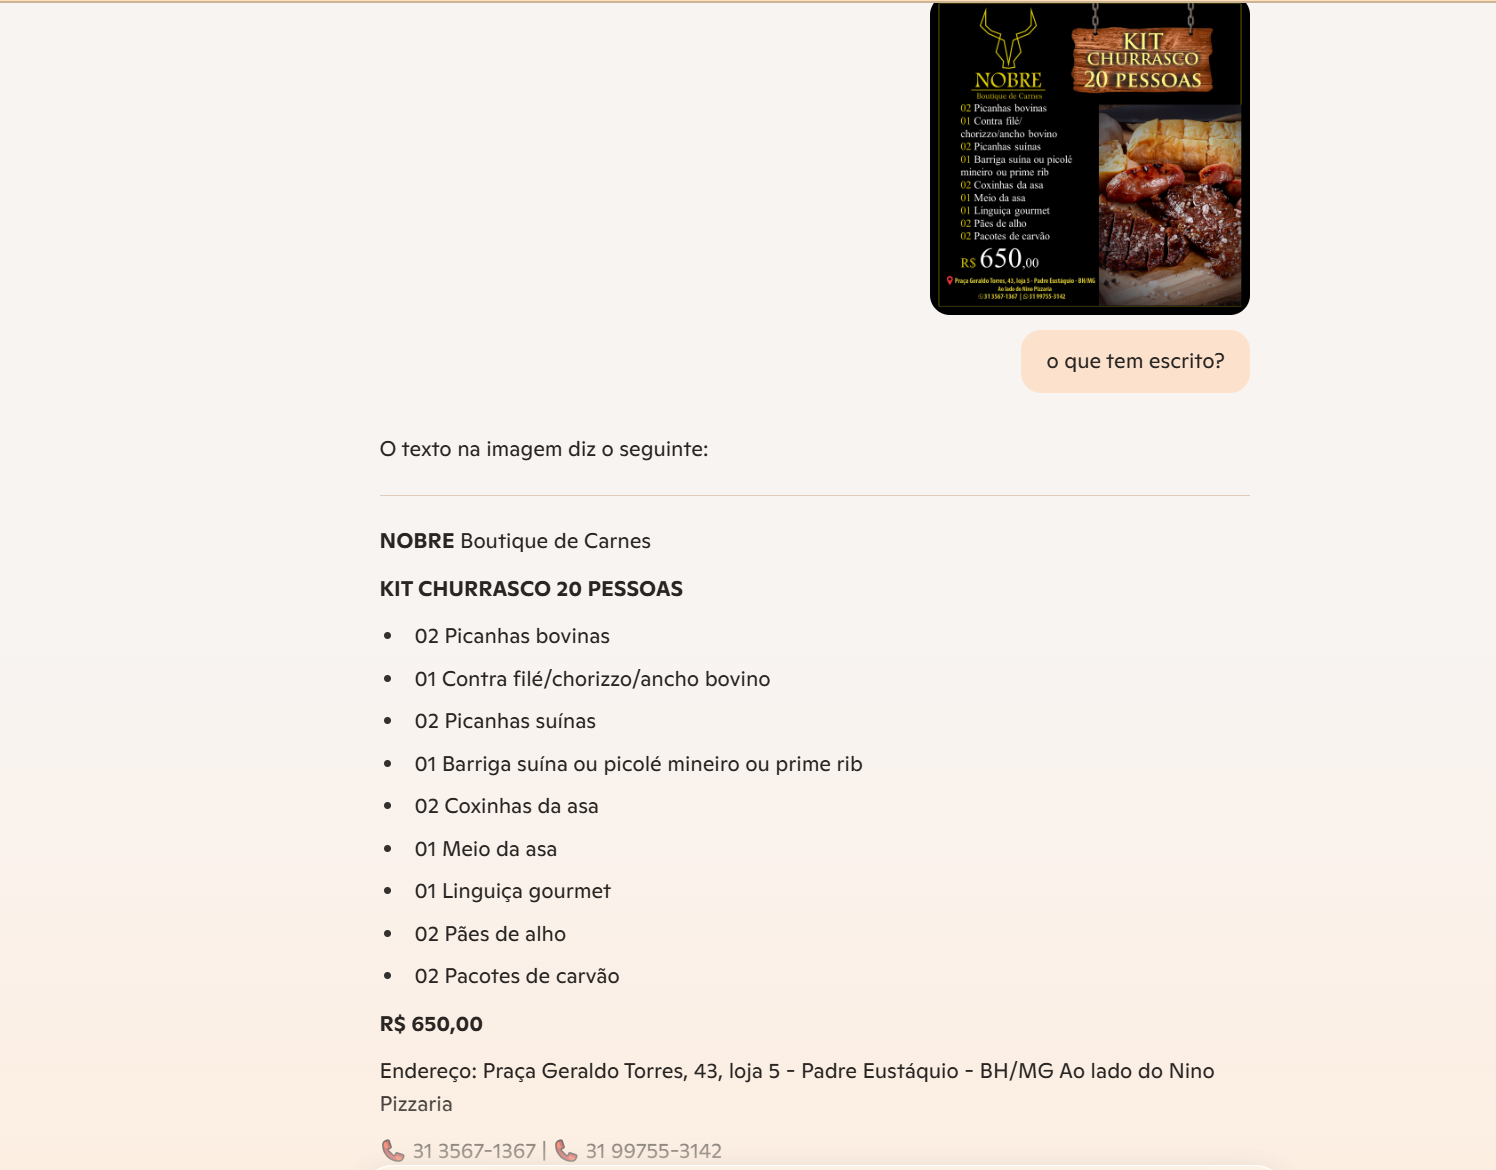 NOBRE
Boutique de Carnes
KIT
CHURRASCO
20 PESSOAS
02 Picanhas bovinas
01 Contra filé/
chorizzo/ancho bovino
02 Picanhas suínas
01 Barriga suína ou picolé
mineiro ou prime rib
02 Coxinhas da asa
01 Meio da asa
01 Linguiça gourmet
02 Pães de alho
02 Pacotes de carvão
R$ 650,00
Praça Geraldo Torres, 43, loja 5 - Padre Eustáquio - BH/MG
Ao lado do Nino Pizzaria
31 3567-1367 | 31 99755-3142
o que tem escrito?
O texto na imagem diz o seguinte:
NOBRE Boutique de Carnes
KIT CHURRASCO 20 PESSOAS
• 02 Picanhas bovinas
• 01 Contra filé/chorizzo/ancho bovino
• 02 Picanhas suínas
• 01 Barriga suína ou picolé mineiro ou prime rib
• 02 Coxinhas da asa
• 01 Meio da asa
• 01 Linguiça gourmet
• 02 Pães de alho
• 02 Pacotes de carvão
R$ 650,00
Endereço: Praça Geraldo Torres, 43, loja 5 - Padre Eustáquio - BH/MG Ao lado do Nino
Pizzaria
📞 31 3567-1367 | 📞 31 99755-3142